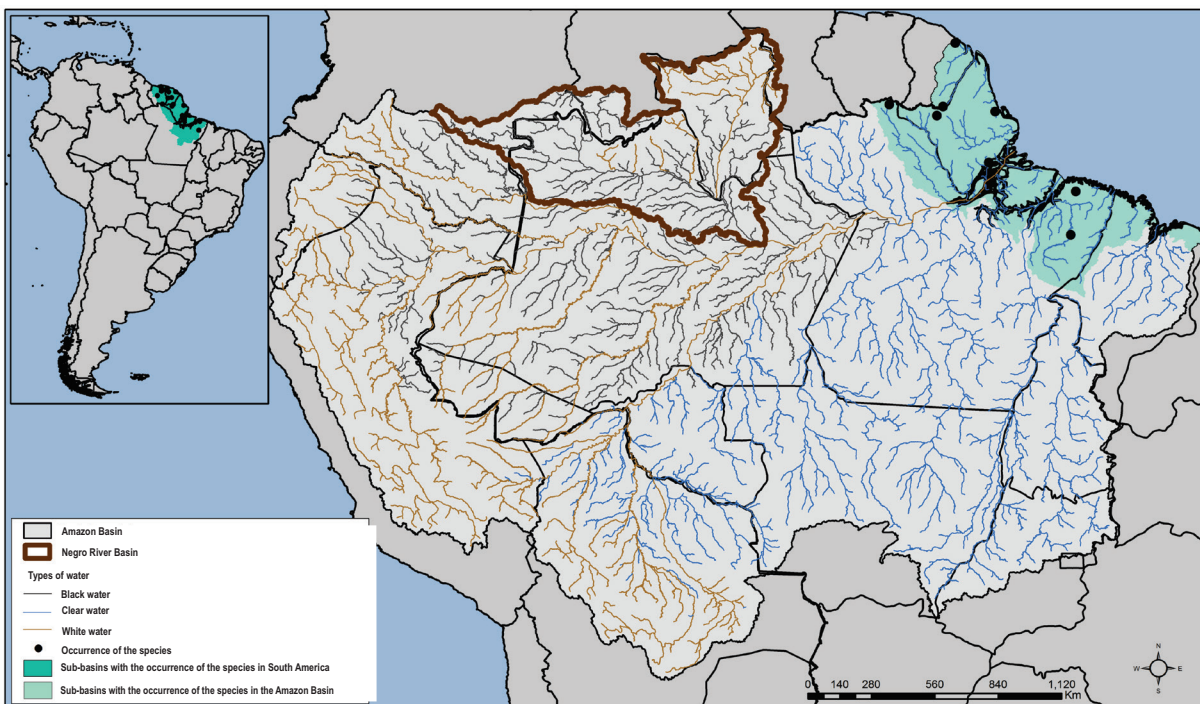 Amazon Basin
Negro River Basin
Types of water
Black water
Clear water
White water
Occurrence of the species
Sub-basins with the occurrence of the species in South America
Sub-basins with the occurrence of the species in the Amazon Basin
N
W E
S
0 140 280 560 840 1,120
Km